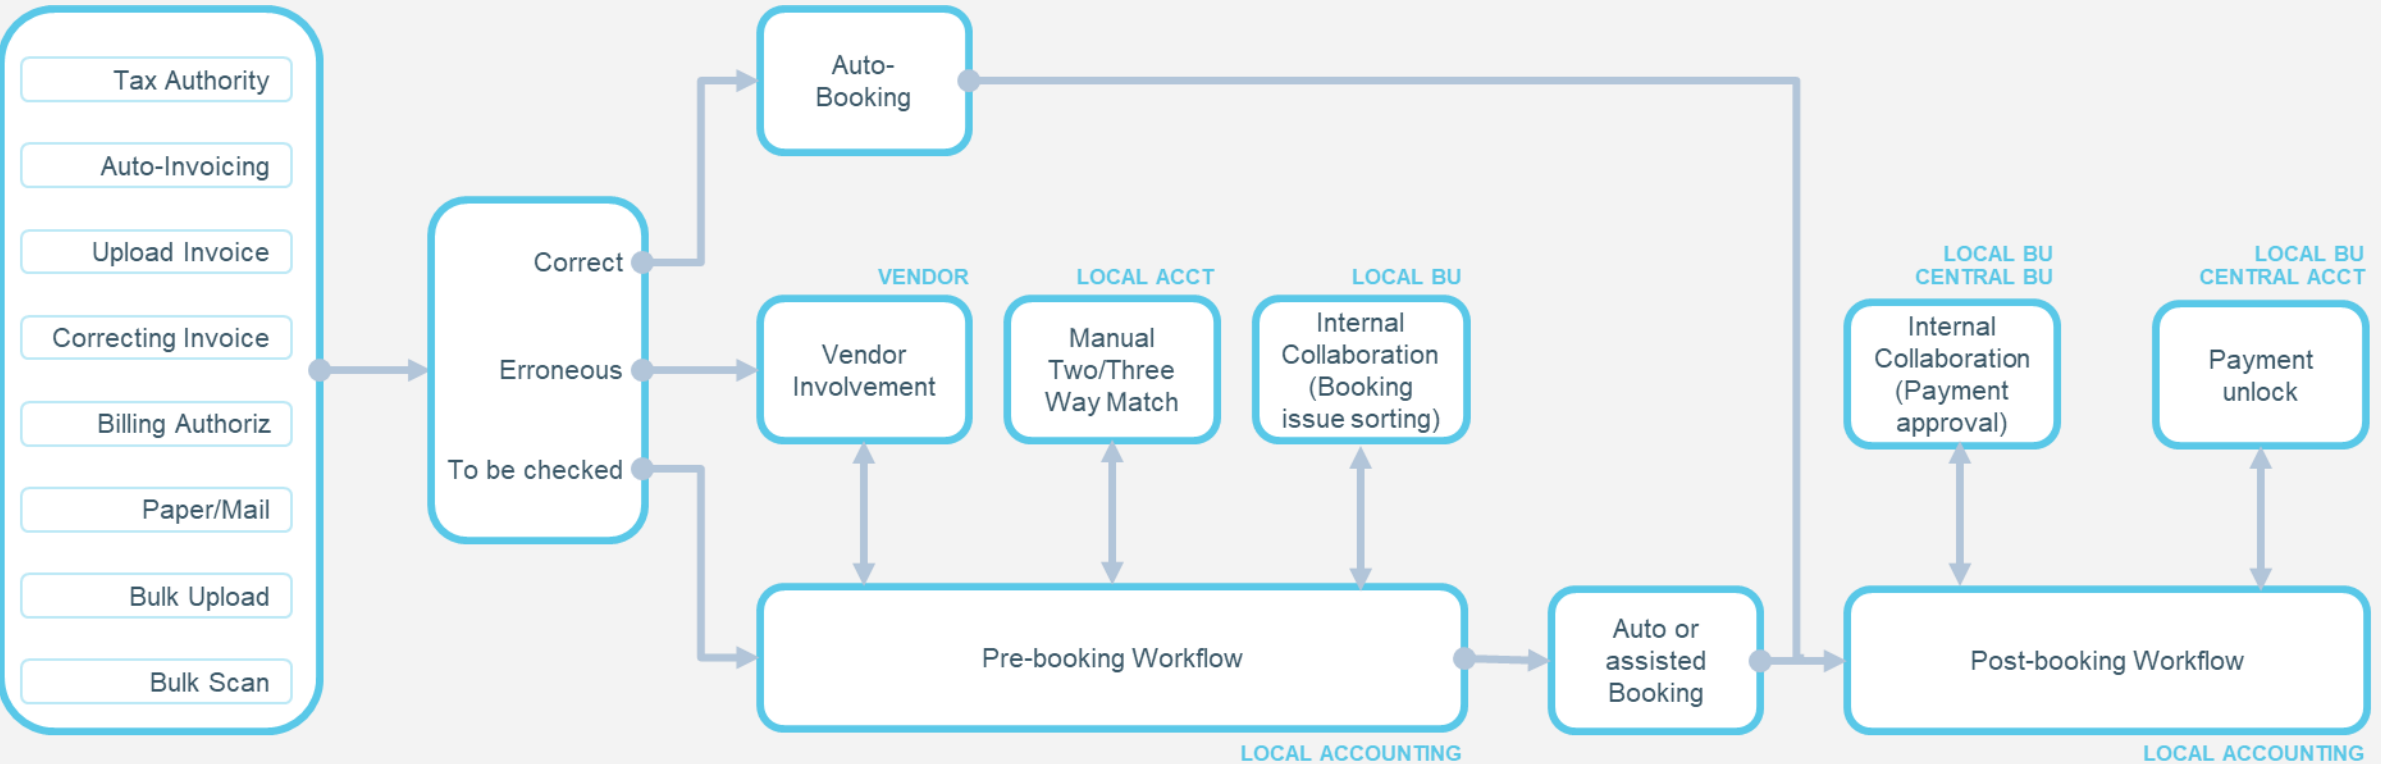 Tax Authority
Auto-Invoicing
Upload Invoice
Correcting Invoice
Billing Authoriz
Paper/Mail
Bulk Upload
Bulk Scan
Correct
Erroneous
To be checked
Auto-
Booking
VENDOR
Vendor
Involvement
LOCAL ACCT
Manual
Two/Three
Way Match
LOCAL BU
Internal
Collaboration
(Booking
issue sorting)
Pre-booking Workflow
LOCAL ACCOUNTING
Auto or
assisted
Booking
LOCAL BU
CENTRAL BU
Internal
Collaboration
(Payment
approval)
LOCAL BU
CENTRAL ACCT
Payment
unlock
Post-booking Workflow
LOCAL ACCOUNTING